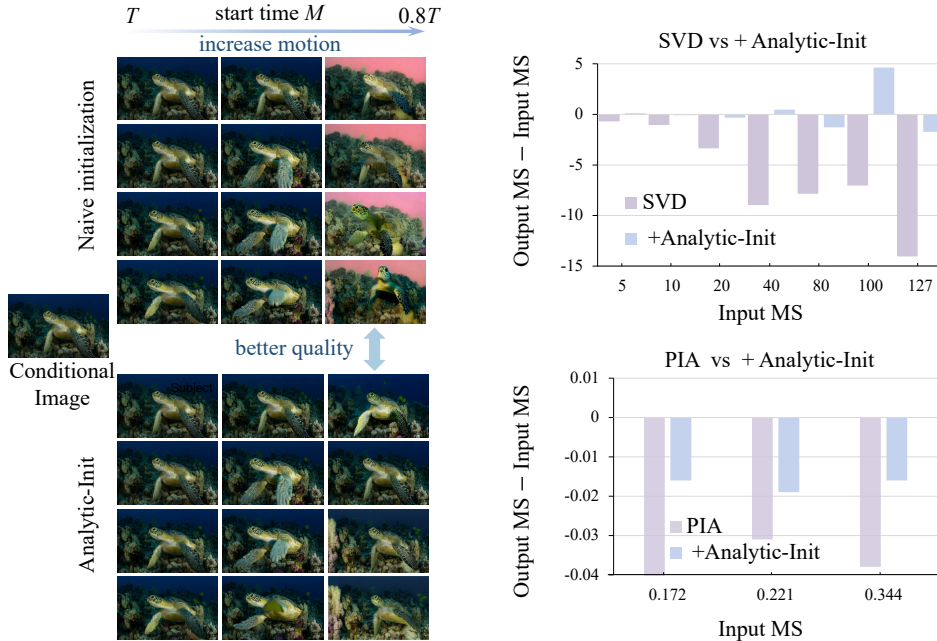 T
start time M
0.8T
increase motion
Naive initialization
better quality
Conditional
Image
Subject
Analytic-Init
SVD vs + Analytic-Init
Output MS − Input MS
5
0
-5
-10
-15
SVD
+Analytic-Init
5 10 20 40 80 100 127
Input MS
PIA vs + Analytic-Init
Output MS − Input MS
0.01
0
-0.01
-0.02
-0.03
-0.04
PIA
+Analytic-Init
0.172 0.221 0.344
Input MS